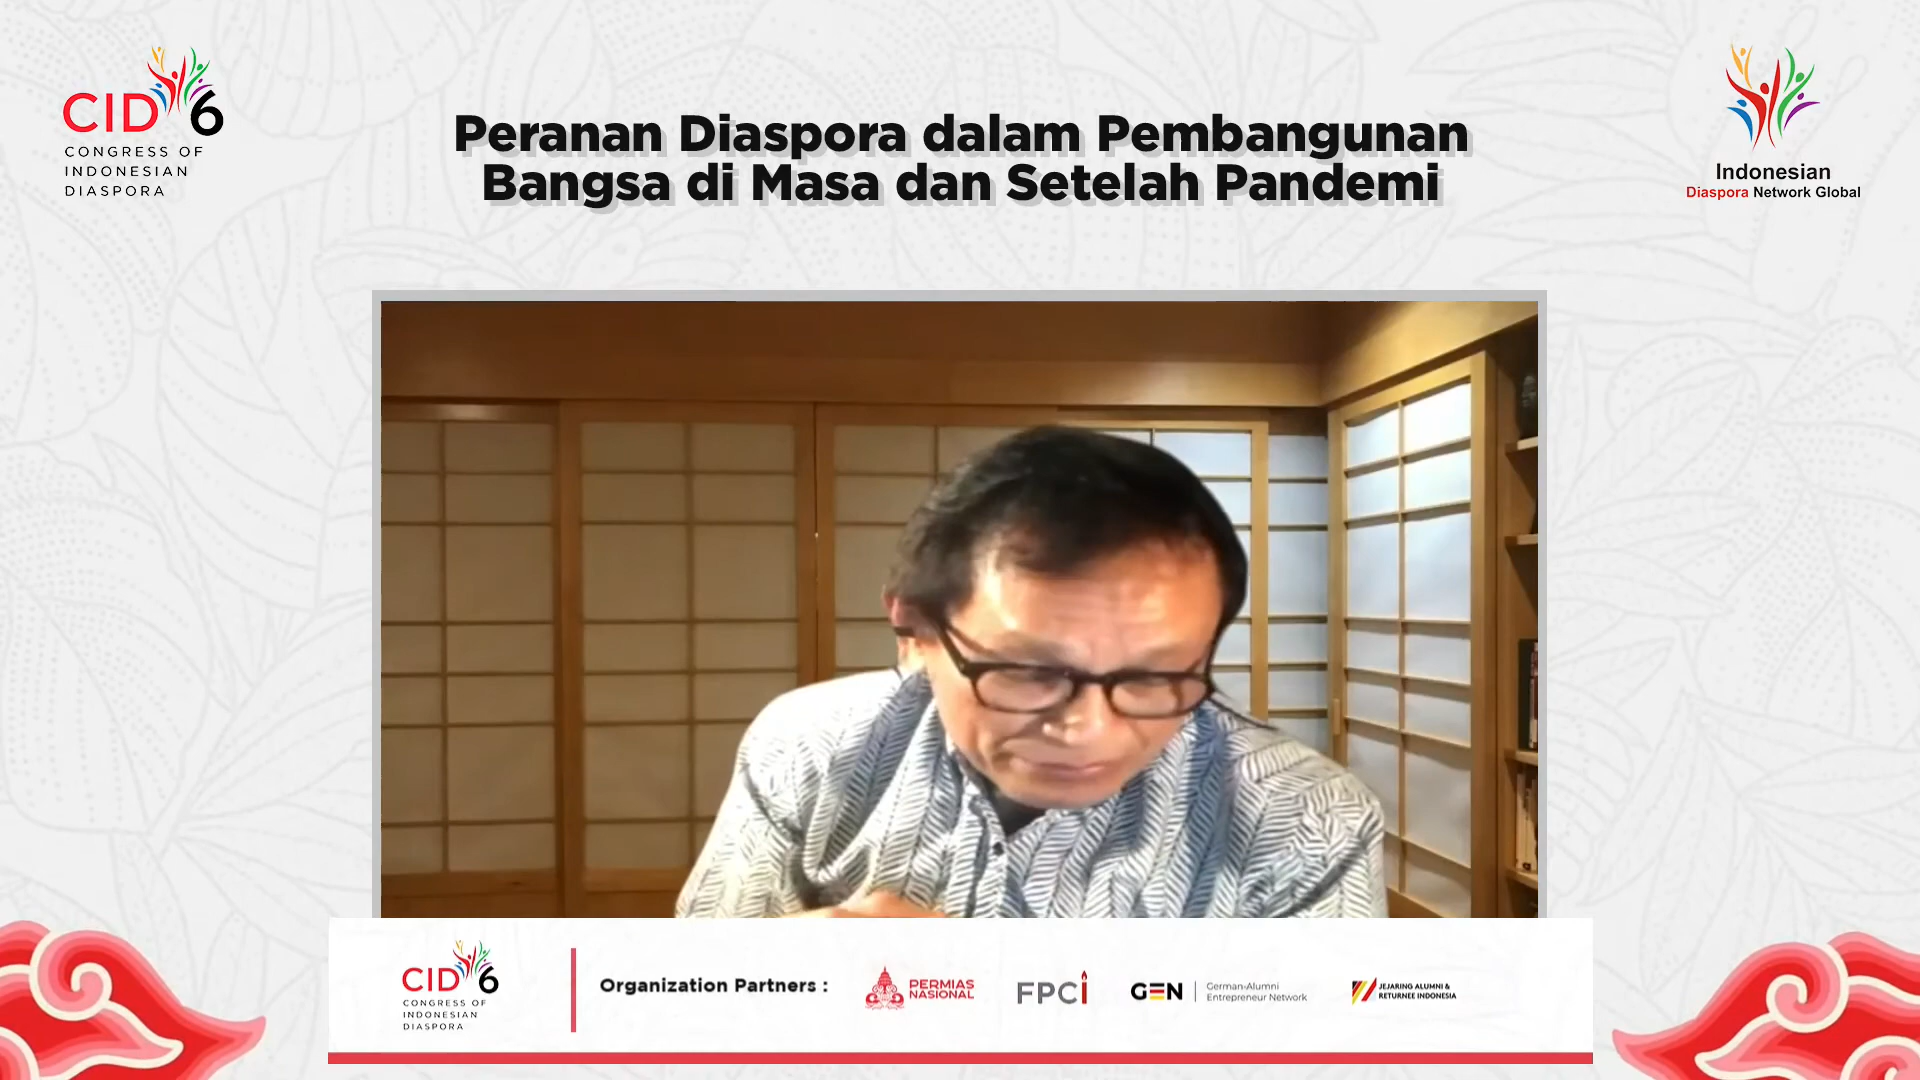 CID 6
CONGRESS OF
INDONESIAN
DIASPORA
Peranan Diaspora dalam Pembangunan
Bangsa di Masa dan Setelah Pandemi
Indonesian
Diaspora Network Global
CID 6
CONGRESS OF
INDONESIAN
DIASPORA
Organization Partners :
PERMIAS
NASIONAL
FPCi
GEN
German-Alumni
Entrepreneur Network
JEJARING ALUMNI &
RETURNEE INDONESIA